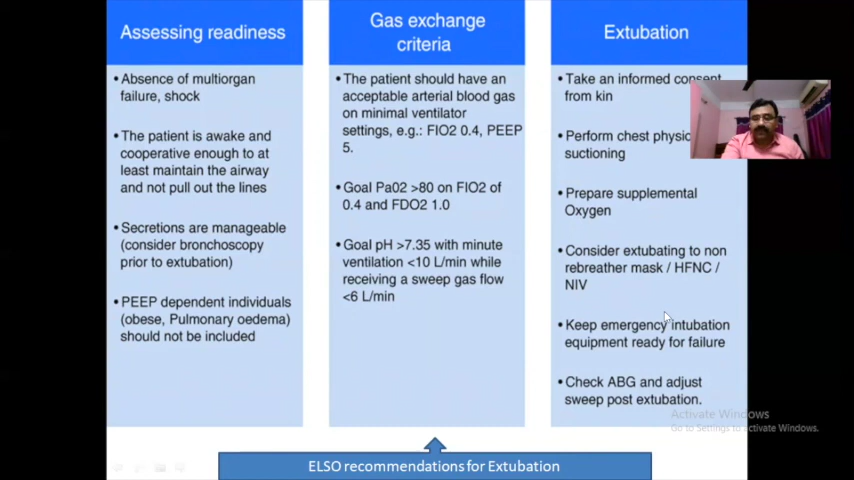 Assessing readiness
• Absence of multiorgan
failure, shock
• The patient is awake and
cooperative enough to at
least maintain the airway
and not pull out the lines
• Secretions are manageable
(consider bronchoscopy
prior to extubation)
• PEEP dependent individuals
(obese, Pulmonary oedema)
should not be included
Gas exchange
criteria
• The patient should have an
acceptable arterial blood gas
on minimal ventilator
settings, e.g.: FIO2 0.4, PEEP
5.
• Goal Pa02 >80 on FIO2 of
0.4 and FDO2 1.0
• Goal pH >7.35 with minute
ventilation <10 L/min while
receiving a sweep gas flow
<6 L/min
Extubation
• Take an informed consent
from kin
• Perform chest
suctioning
• Prepare supplemental
Oxygen
• Consider extubating to non
rebreather mask / HFNC /
NIV
• Keep emergency intubation
equipment ready for failure
• Check ABG and adjust
sweep post extubation.
Activate Windows
Go to Settings to activate Windows.
ELSO recommendations for Extubation